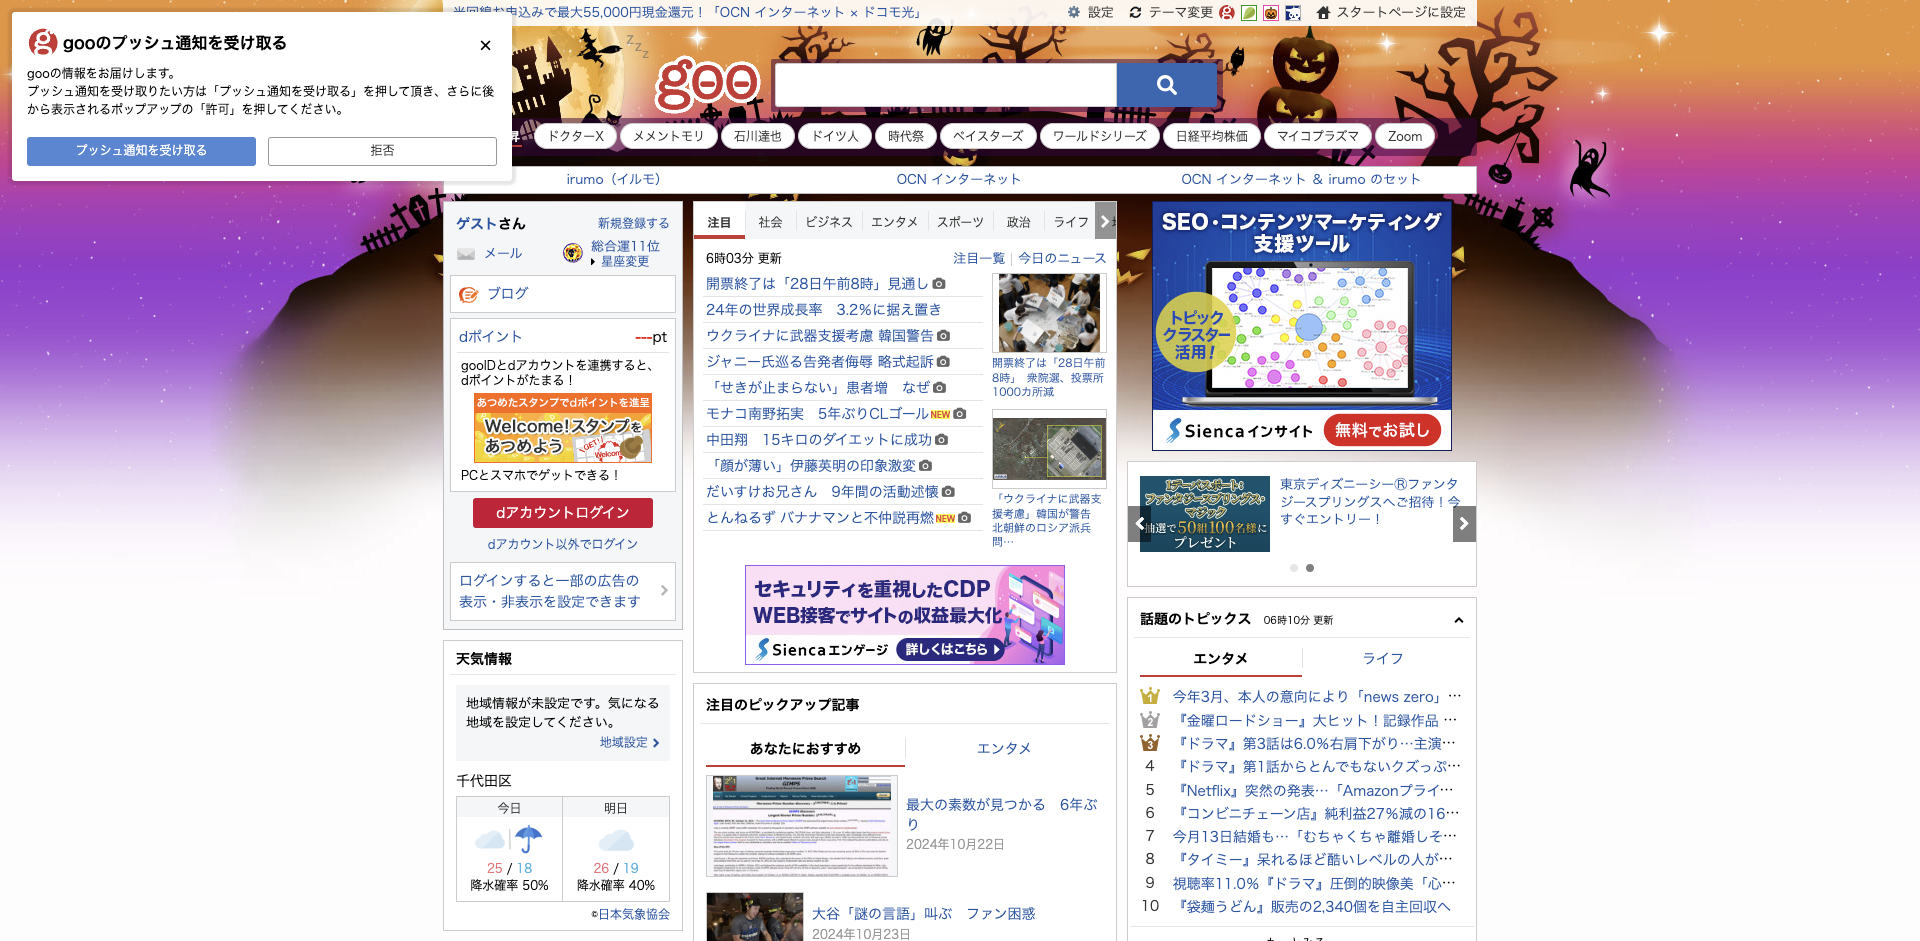 光回線お申込みで最大55,000円現金還元！「OCN インターネット × ドコモ光」
設定
テーマ変更
スタートページに設定
gooのプッシュ通知を受け取る
gooの情報をお届けします。
プッシュ通知を受け取りたい方は「プッシュ通知を受け取る」を押して頂き、さらに後
から表示されるポップアップの「許可」を押してください。
プッシュ通知を受け取る
拒否
zzz
goo
ドクターX
メメントモリ
石川達也
ドイツ人
時代祭
ベイスターズ
ワールドシリーズ
日経平均株価
マイコプラズマ
Zoom
irumo（イルモ）
OCN インターネット
OCN インターネット ＆ irumo のセット
ゲストさん
新規登録する
メール
総合運11位
星座変更
ブログ
dポイント
---pt
gooIDとdアカウントを連携すると、
dポイントがたまる！
あつめたスタンプでdポイントを進呈
Welcome!スタンプを
あつめよう
GET!
Welcome
PCとスマホでゲットできる！
dアカウントログイン
dアカウント以外でログイン
ログインすると一部の広告の
表示・非表示を設定できます
天気情報
地域情報が未設定です。気になる
地域を設定してください。
地域設定
千代田区
今日
明日
25 / 18
26 / 19
降水確率 50%
降水確率 40%
©日本気象協会
注目
社会
ビジネス
エンタメ
スポーツ
政治
ライフ
6時03分 更新
注目一覧
今日のニュース
開票終了は「28日午前8時」見通し
24年の世界成長率　3.2％に据え置き
ウクライナに武器支援考慮 韓国警告
ジャニー氏巡る告発者侮辱 略式起訴
「せきが止まらない」患者増　なぜ
モナコ南野拓実　5年ぶりCLゴール NEW
中田翔　15キロのダイエットに成功
「顔が薄い」伊藤英明の印象激変
だいすけお兄さん　9年間の活動述懐
とんねるず バナナマンと不仲説再燃 NEW
開票終了は「28日午前
8時」 衆院選、投票所
1000カ所減
「ウクライナに武器支
援考慮」韓国が警告
北朝鮮のロシア派兵
問…
セキュリティを重視したCDP
WEB接客でサイトの収益最大化
Sienca エンゲージ
詳しくはこちら
注目のピックアップ記事
あなたにおすすめ
エンタメ
GIMPS
最大の素数が見つかる　6年ぶ
り
2024年10月22日
大谷「謎の言語」叫ぶ　ファン困惑
2024年10月23日
SEO・コンテンツマーケティング
支援ツール
トピック
クラスター
活用！
Sienca インサイト
無料でお試し
1デーパスポート：
ファンタジースプリングス・
マジック
抽選で50組100名様に
プレゼント
東京ディズニーシー®ファンタ
ジースプリングスへご招待！今
すぐエントリー！
話題のトピックス
06時10分 更新
エンタメ
ライフ
1 今年3月、本人の意向により「news zero」…
2 『金曜ロードショー』大ヒット！記録作品 …
3 『ドラマ』第3話は6.0％右肩下がり…主演…
4 『ドラマ』第1話からとんでもないクズっぷ…
5 『Netflix』突然の発表…「Amazonプライ…
6 『コンビニチェーン店』純利益27％減の16…
7 今月13日結婚も…「むちゃくちゃ離婚しそ…
8 『タイミー』呆れるほど酷いレベルの人が…
9 視聴率11.0％『ドラマ』圧倒的映像美「心…
10 『袋麺うどん』販売の2,340個を自主回収へ